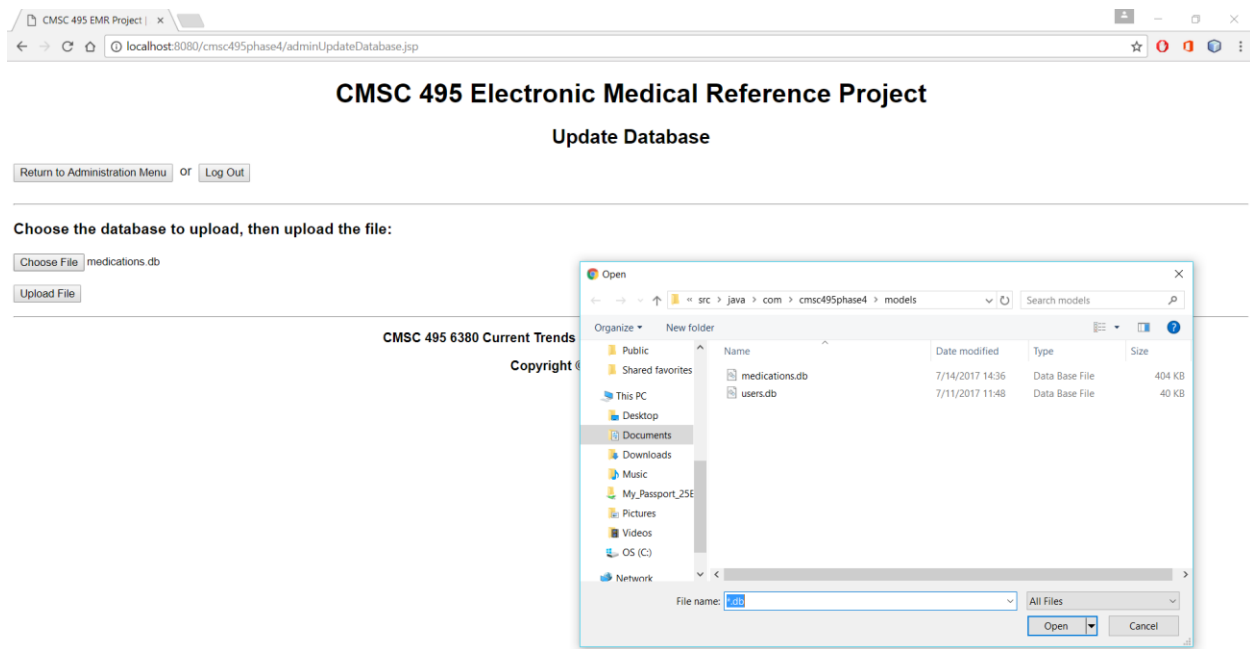 CMSC 495 EMR Project |
localhost:8080/cmsc495phase4/adminUpdateDatabase.jsp
CMSC 495 Electronic Medical Reference Project
Update Database
Return to Administration Menu or Log Out
Choose the database to upload, then upload the file:
Choose File medications.db
Upload File
CMSC 495 6380 Current Trends
Copyright
Open
« src > java > com > cmsc495phase4 > models
Search models
Organize New folder
Name Date modified Type Size
medications.db 7/14/2017 14:36 Data Base File 404 KB
users.db 7/11/2017 11:48 Data Base File 40 KB
Public
Shared favorites
This PC
Desktop
Documents
Downloads
Music
My_Passport_25E
Pictures
Videos
OS (C:)
Network
File name: *.db All Files
Open Cancel